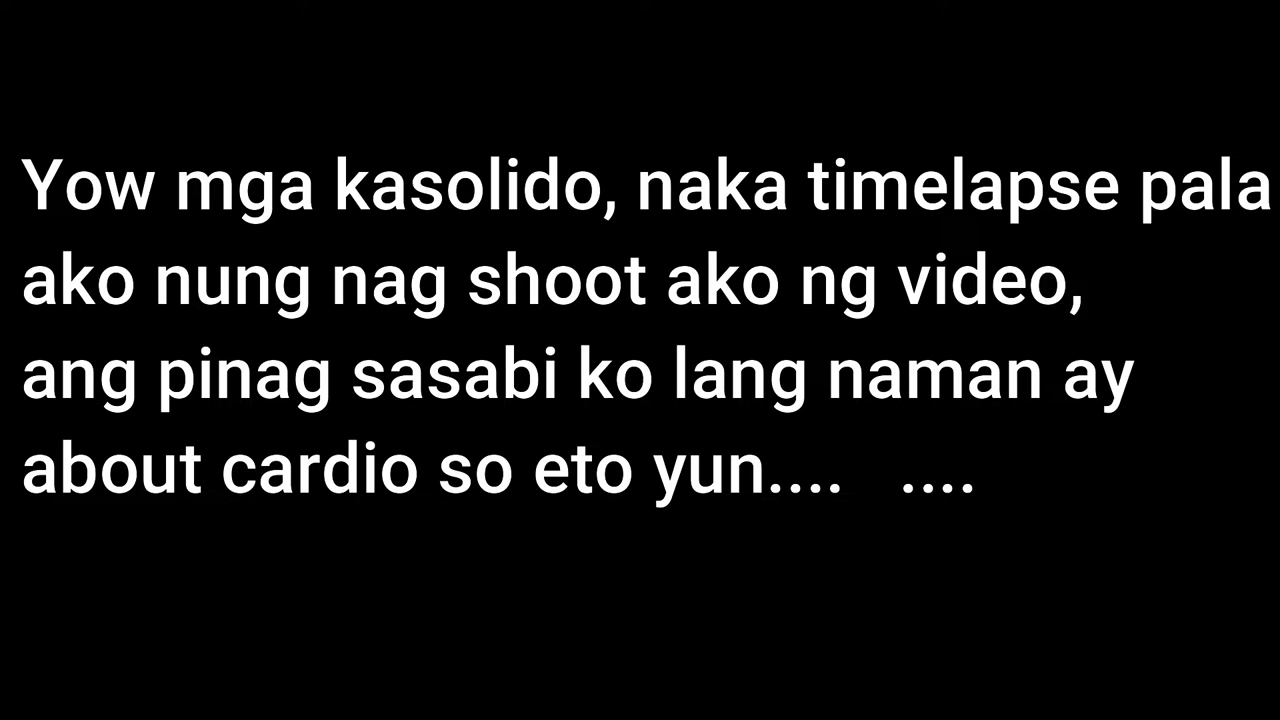 Yow mga kasolido, naka timelapse pala
ako nung nag shoot ako ng video,
ang pinag sasabi ko lang naman ay
about cardio so eto yun....   ....